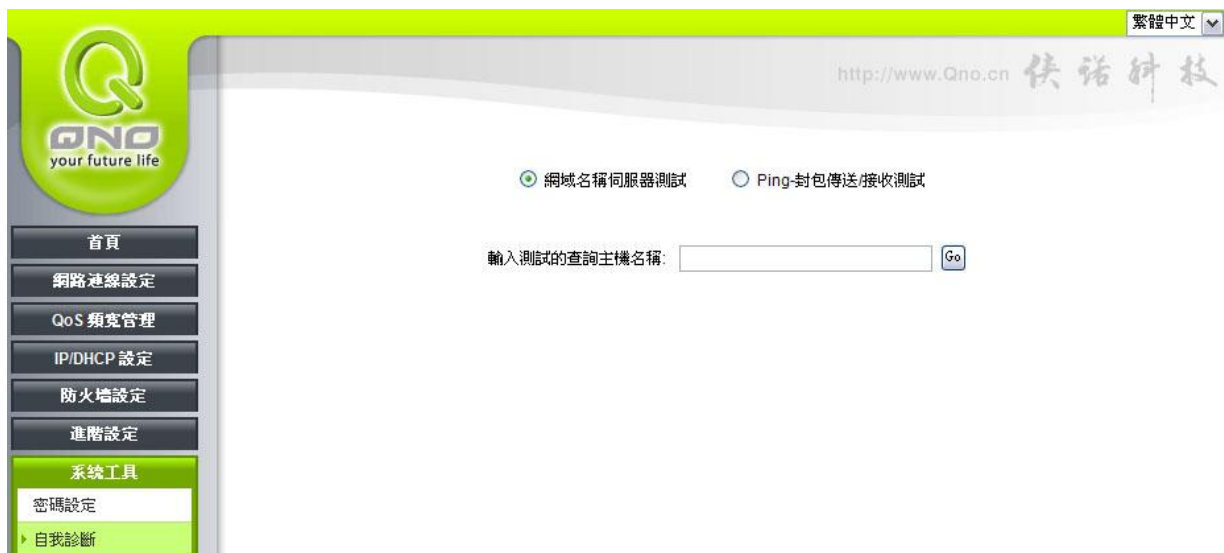 繁體中文
http://www.Qno.cn 俠諾科技
QNO
your future life
網域名稱伺服器測試
Ping-封包傳送/接收測試
輸入測試的查詢主機名稱:
Go
首頁
網路連線設定
QoS 頻寬管理
IP/DHCP 設定
防火墻設定
進階設定
系統工具
密碼設定
自我診斷